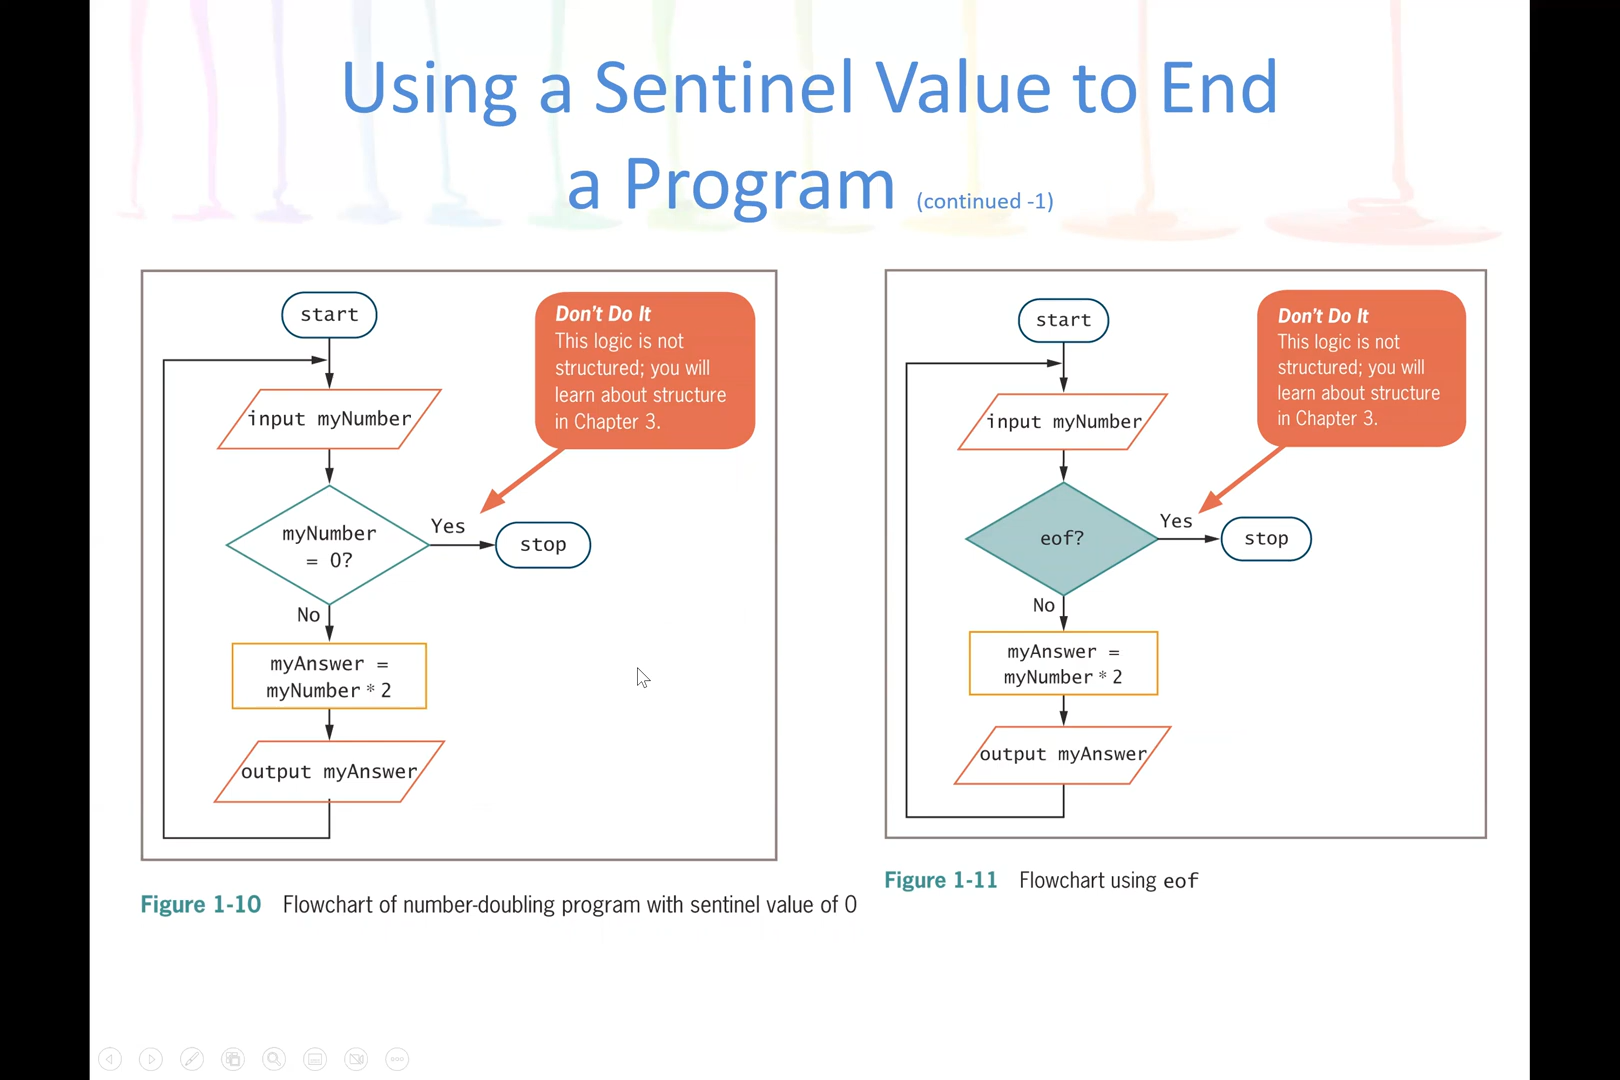 Using a Sentinel Value to End
a Program (continued -1)
start
Don't Do It
This logic is not
structured; you will
learn about structure
in Chapter 3.
input myNumber
myNumber
= 0?
Yes
stop
No
myAnswer =
myNumber * 2
output myAnswer
Figure 1-10 Flowchart of number-doubling program with sentinel value of 0
start
Don't Do It
This logic is not
structured; you will
learn about structure
in Chapter 3.
input myNumber
eof?
Yes
stop
No
myAnswer =
myNumber * 2
output myAnswer
Figure 1-11 Flowchart using eof